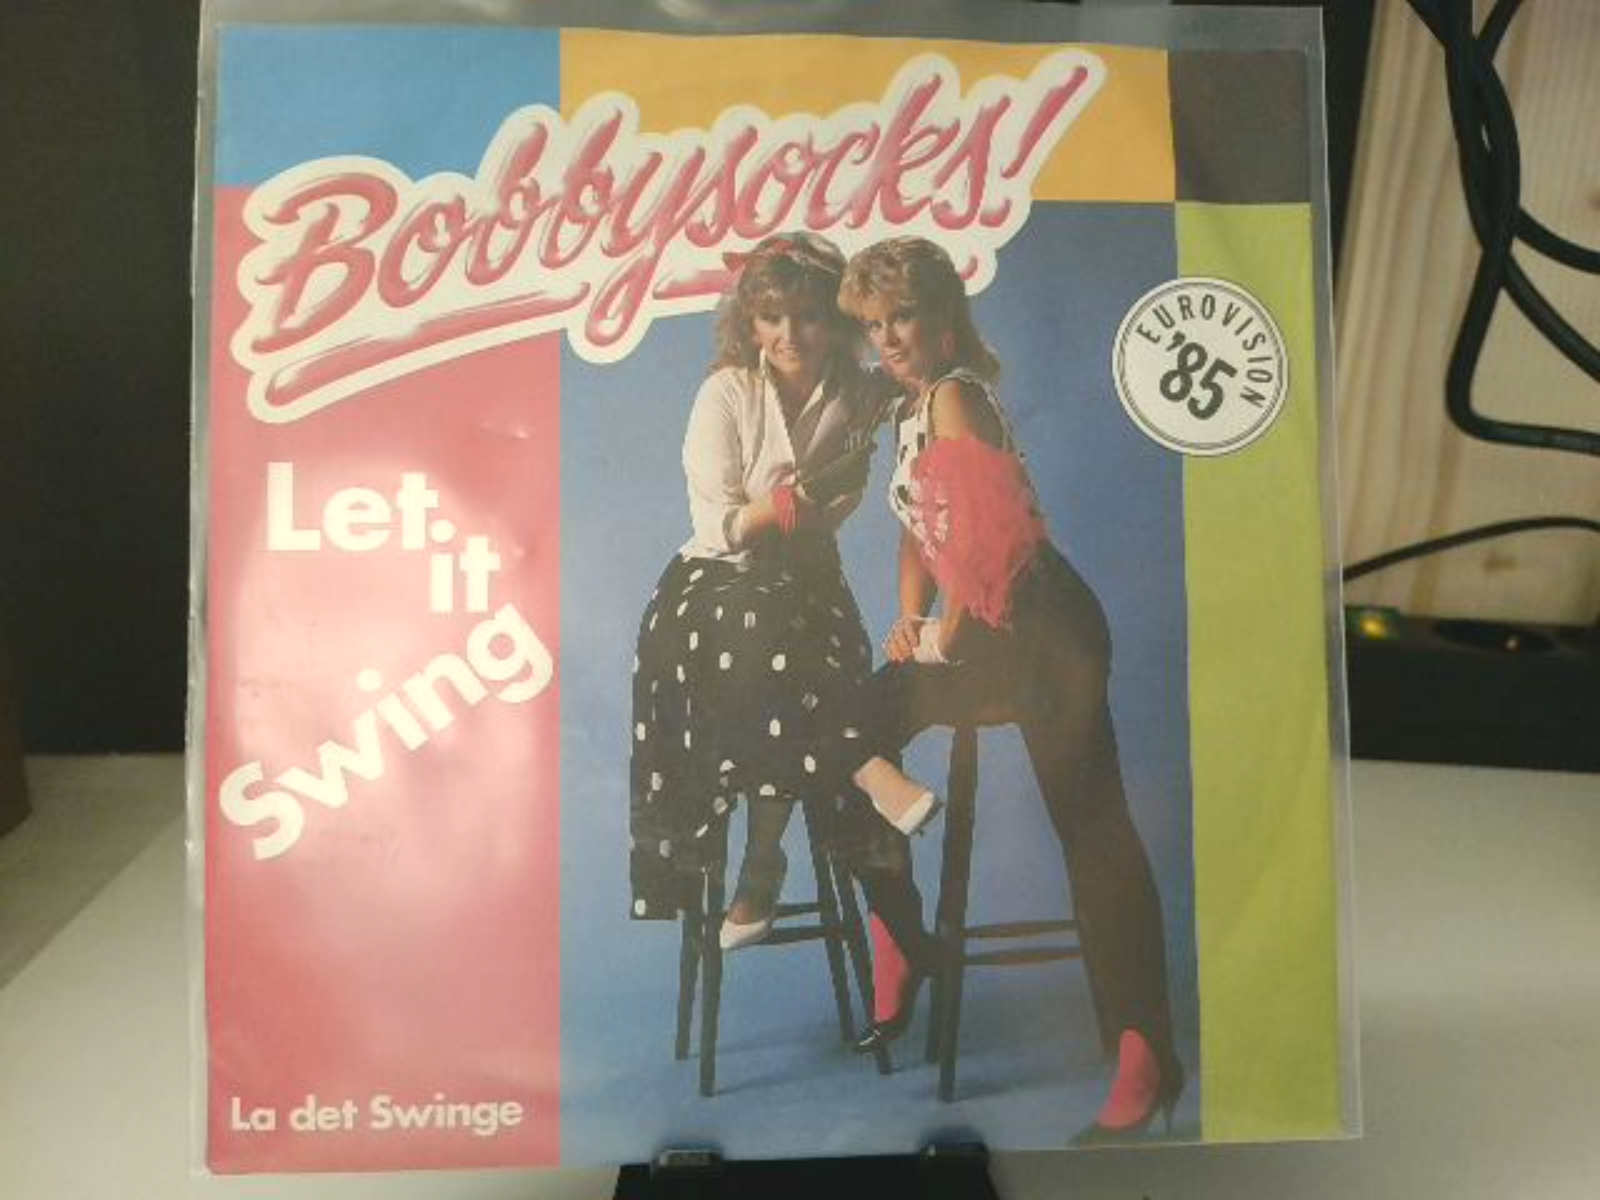 Bobbysocks!
EUROVISION
'85
Let
it
Swing
La det Swinge